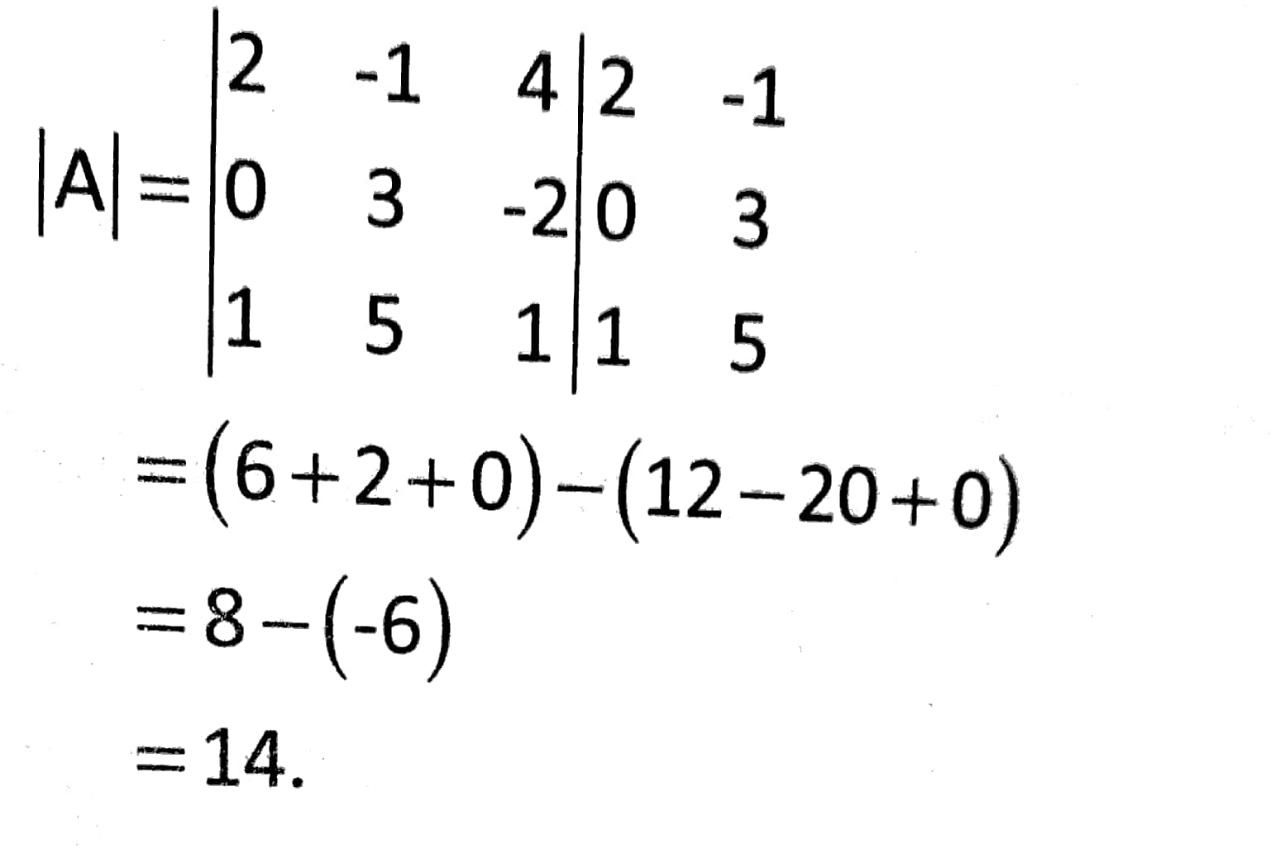 |A| = |2 -1 4|2 -1
0 3 -2|0 3
1 5 1|1 5
=(6+2+0)−(12−20+0)
=8−(-6)
=14.